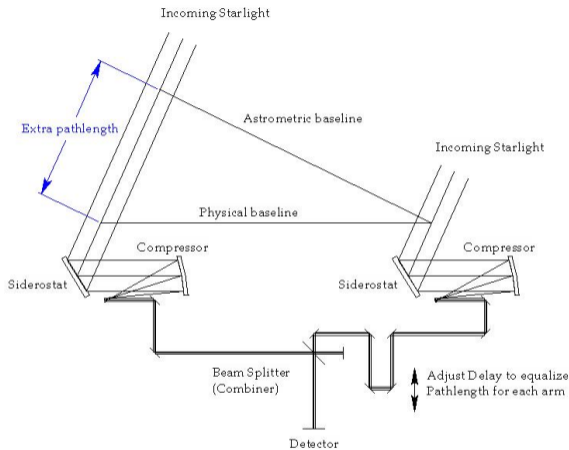 Incoming Starlight
Extra pathlength
Astrometric baseline
Incoming Starlight
Physical baseline
Compressor
Compressor
Siderostat
Siderostat
Beam Splitter
(Combiner)
Adjust Delay to equalize
Pathlength for each arm
Detector